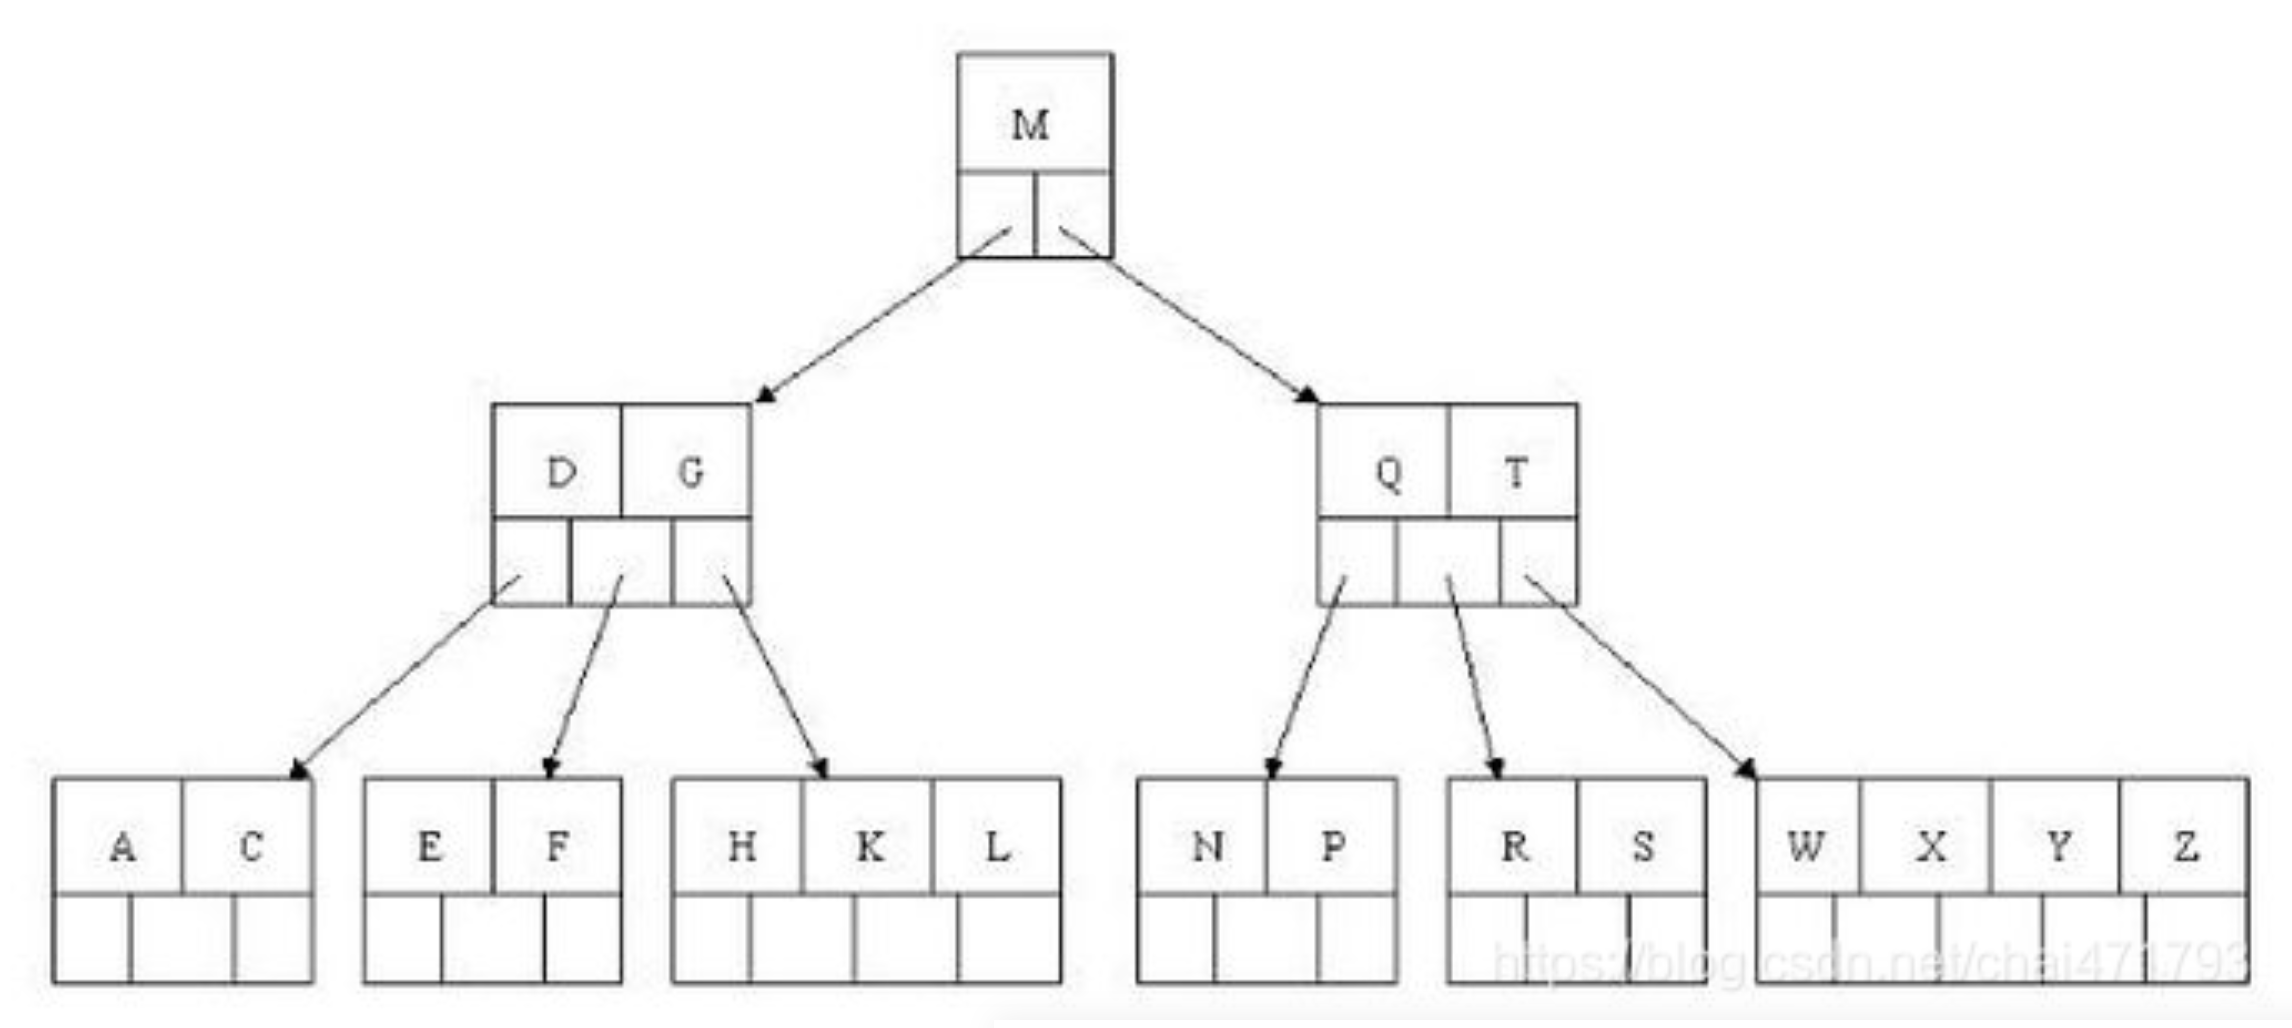 M
D G Q T
A C E F H K L N P R S W X Y Z
https://blog.csdn.net/chai471793